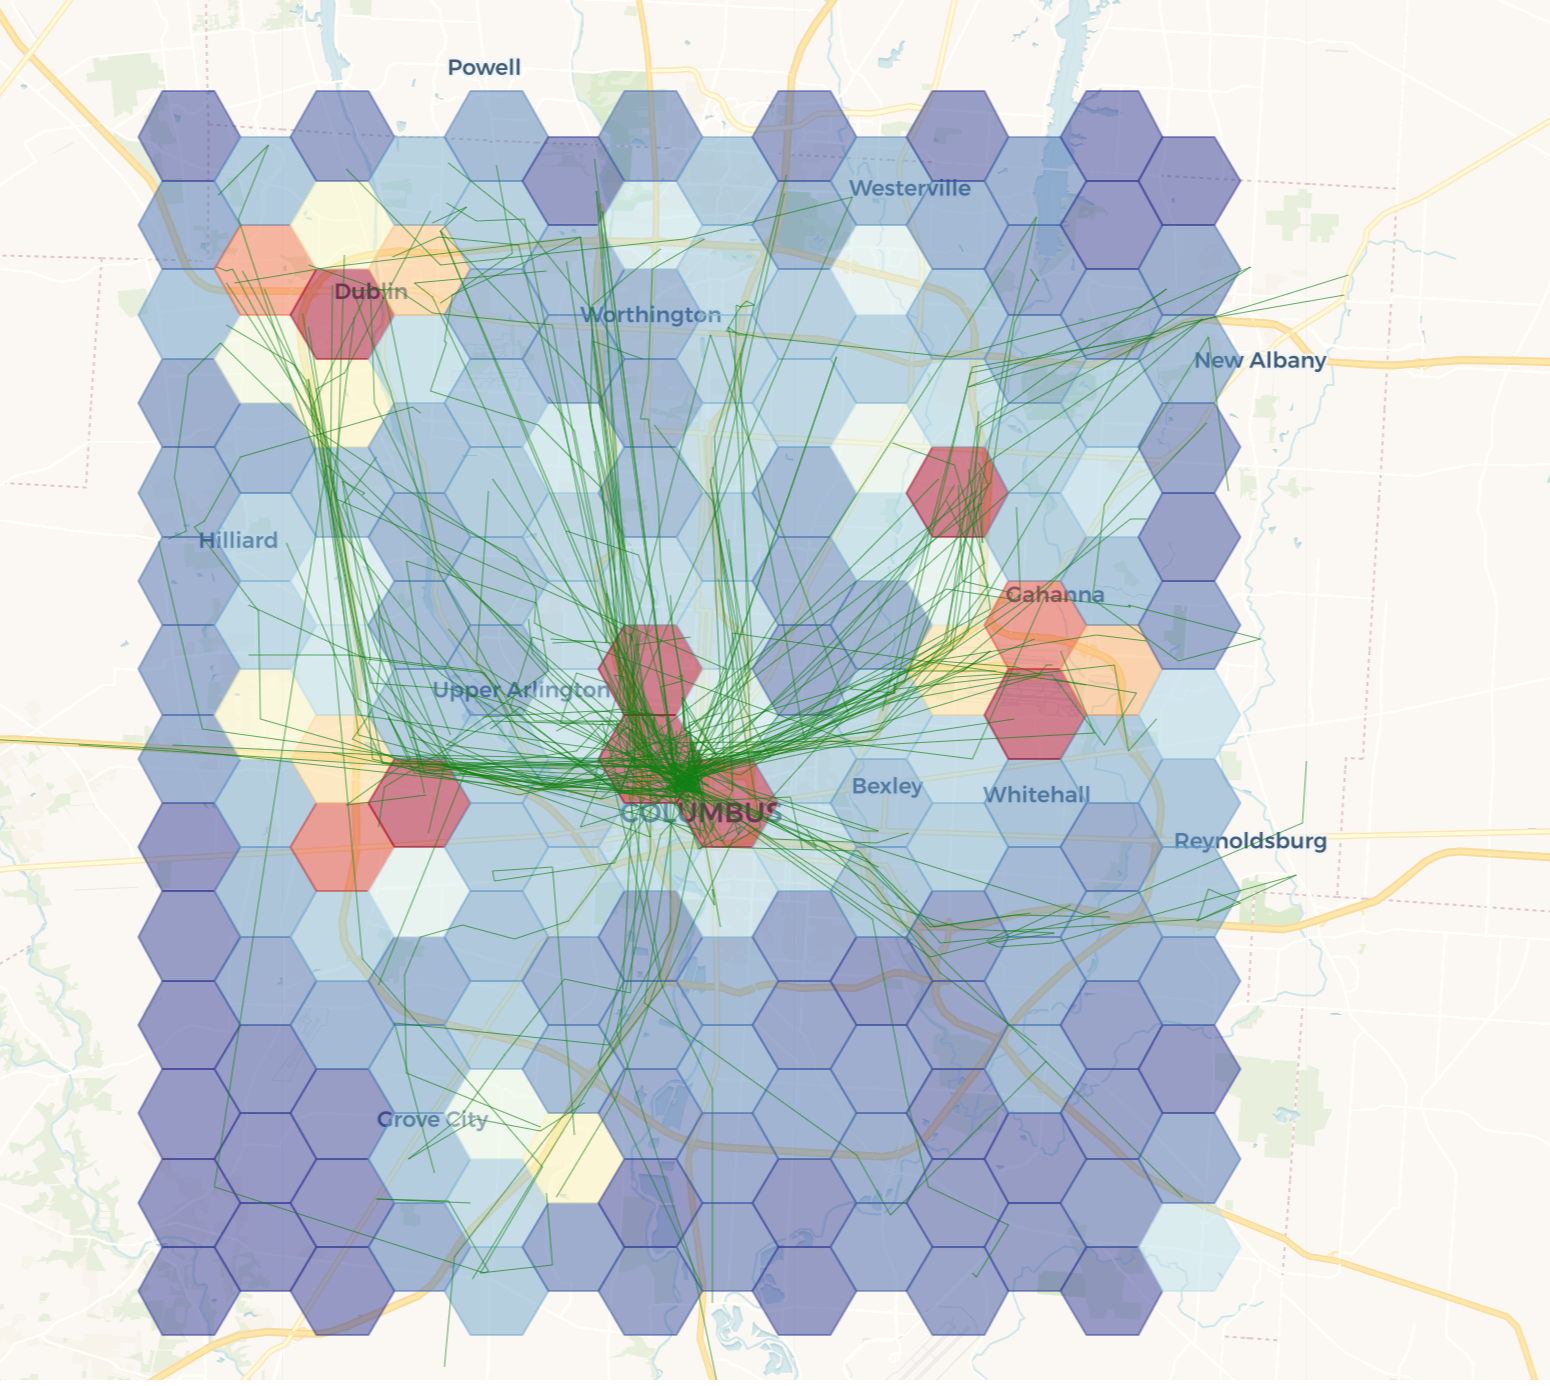 Powell
Westerville
Dublin
Worthington
New Albany
Hilliard
Gahanna
Upper Arlington
Bexley
Whitehall
COLUMBUS
Reynoldsburg
Grove City